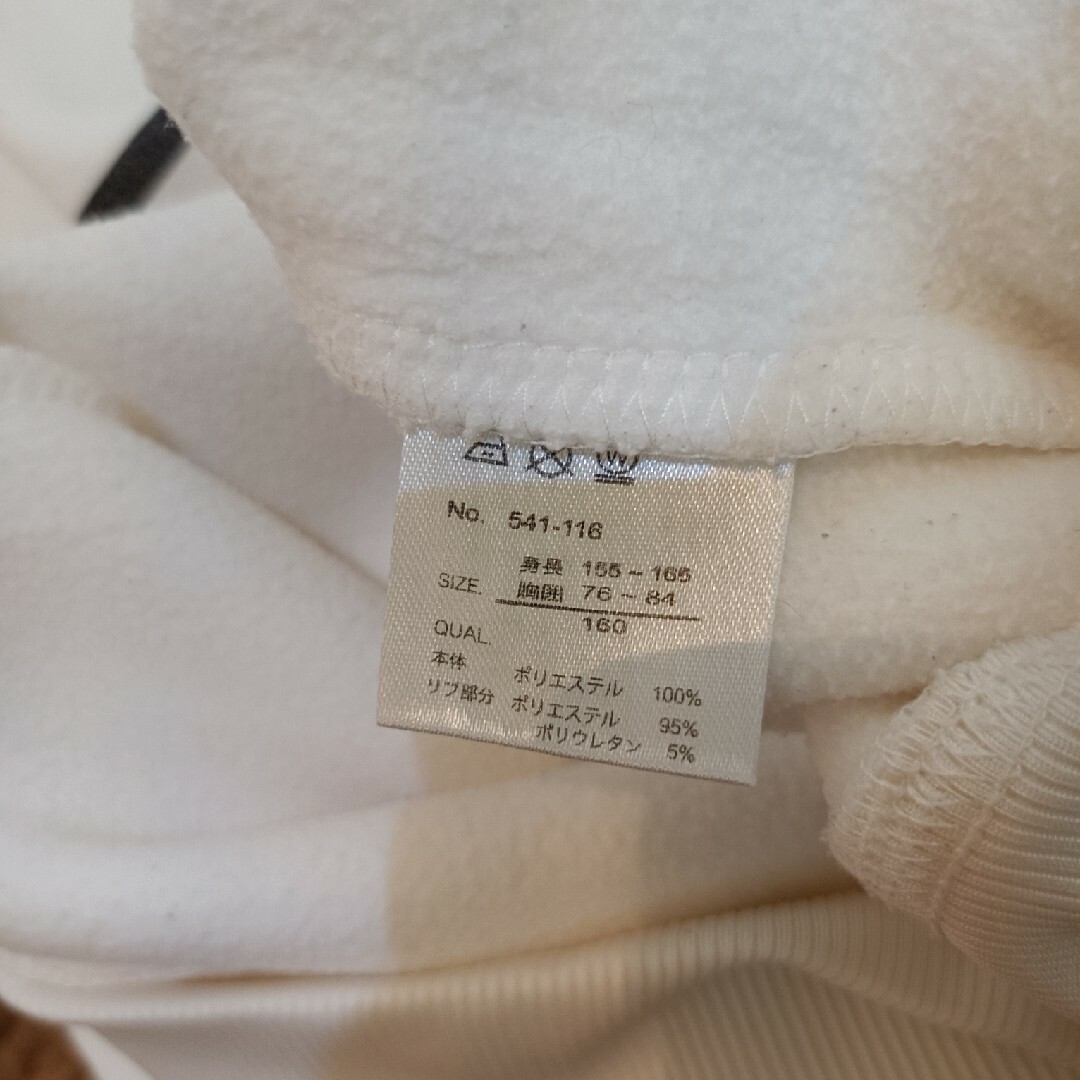 No. 541-116
身長 155 – 165
SIZE. 胸囲 76 – 84
160
QUAL.
本体 ポリエステル 100%
リブ部分 ポリエステル 95%
ポリウレタン 5%